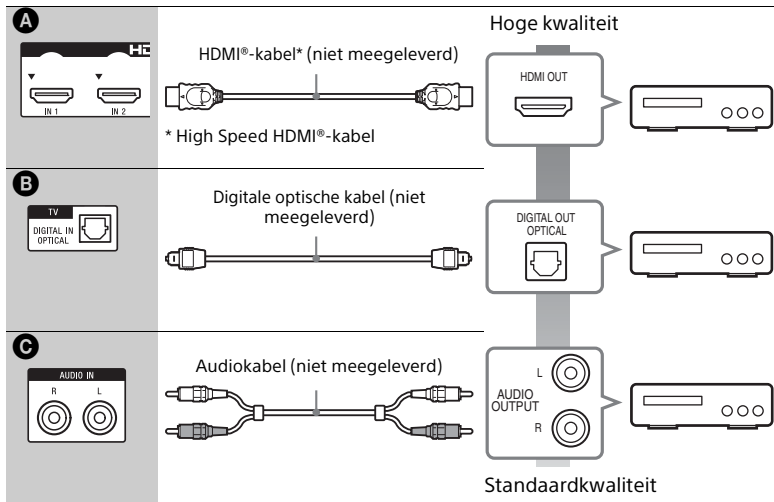 A
HD
IN 1
IN 2
HDMI®-kabel* (niet meegeleverd)
* High Speed HDMI®-kabel
Hoge kwaliteit
HDMI OUT
B
TV
DIGITAL IN
OPTICAL
Digitale optische kabel (niet
meegeleverd)
DIGITAL OUT
OPTICAL
C
AUDIO IN
R
L
Audiokabel (niet meegeleverd)
L
AUDIO
OUTPUT
R
Standaardkwaliteit